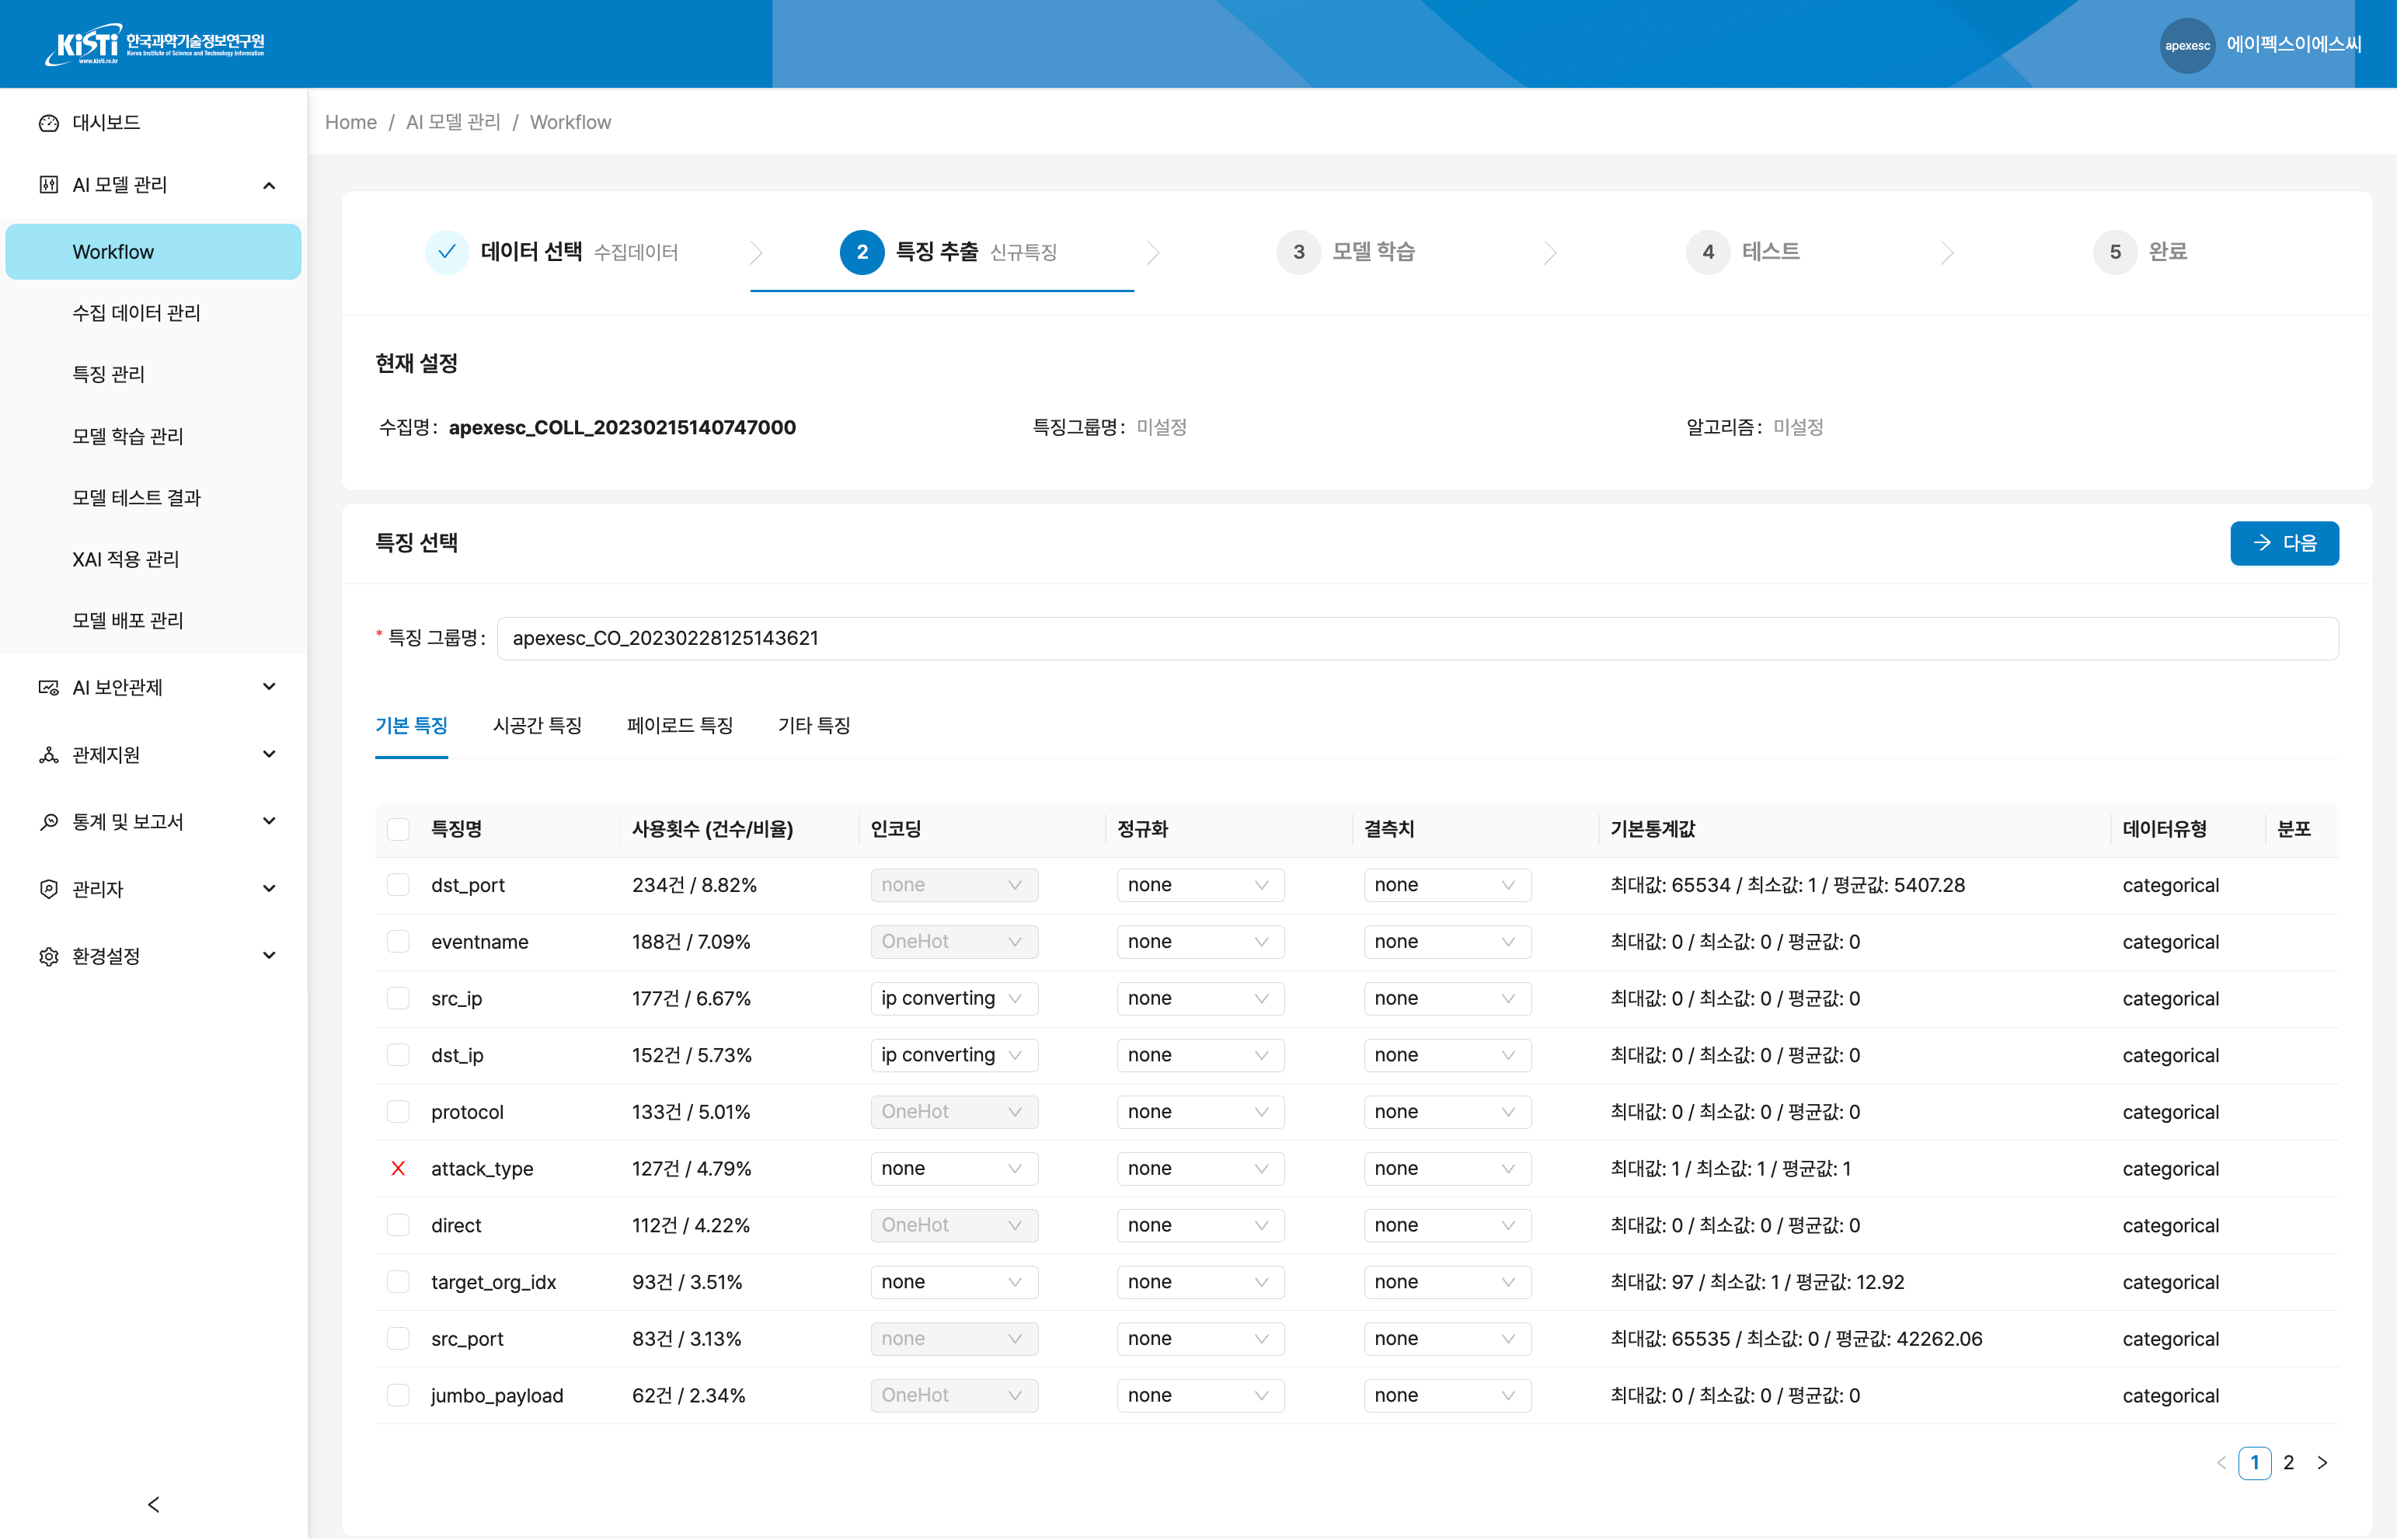 KiSTi 한국과학기술정보연구원
Korea Institute of Science and Technology Information
www.kisti.re.kr
apexesc 에이펙스이에스씨
대시보드
AI 모델 관리
Workflow
수집 데이터 관리
특징 관리
모델 학습 관리
모델 테스트 결과
XAI 적용 관리
모델 배포 관리
AI 보안관제
관제지원
통계 및 보고서
관리자
환경설정
Home / AI 모델 관리 / Workflow
데이터 선택 수집데이터
2 특징 추출 신규특징
3 모델 학습
4 테스트
5 완료
현재 설정
수집명: apexesc_COLL_20230215140747000 특징그룹명: 미설정 알고리즘: 미설정
특징 선택
다음
* 특징 그룹명: apexesc_CO_20230228125143621
기본 특징 시공간 특징 페이로드 특징 기타 특징
특징명 사용횟수 (건수/비율) 인코딩 정규화 결측치 기본통계값 데이터유형 분포
dst_port 234건 / 8.82% none none none 최대값: 65534 / 최소값: 1 / 평균값: 5407.28 categorical
eventname 188건 / 7.09% OneHot none none 최대값: 0 / 최소값: 0 / 평균값: 0 categorical
src_ip 177건 / 6.67% ip converting none none 최대값: 0 / 최소값: 0 / 평균값: 0 categorical
dst_ip 152건 / 5.73% ip converting none none 최대값: 0 / 최소값: 0 / 평균값: 0 categorical
protocol 133건 / 5.01% OneHot none none 최대값: 0 / 최소값: 0 / 평균값: 0 categorical
attack_type 127건 / 4.79% none none none 최대값: 1 / 최소값: 1 / 평균값: 1 categorical
direct 112건 / 4.22% OneHot none none 최대값: 0 / 최소값: 0 / 평균값: 0 categorical
target_org_idx 93건 / 3.51% none none none 최대값: 97 / 최소값: 1 / 평균값: 12.92 categorical
src_port 83건 / 3.13% none none none 최대값: 65535 / 최소값: 0 / 평균값: 42262.06 categorical
jumbo_payload 62건 / 2.34% OneHot none none 최대값: 0 / 최소값: 0 / 평균값: 0 categorical
1 2